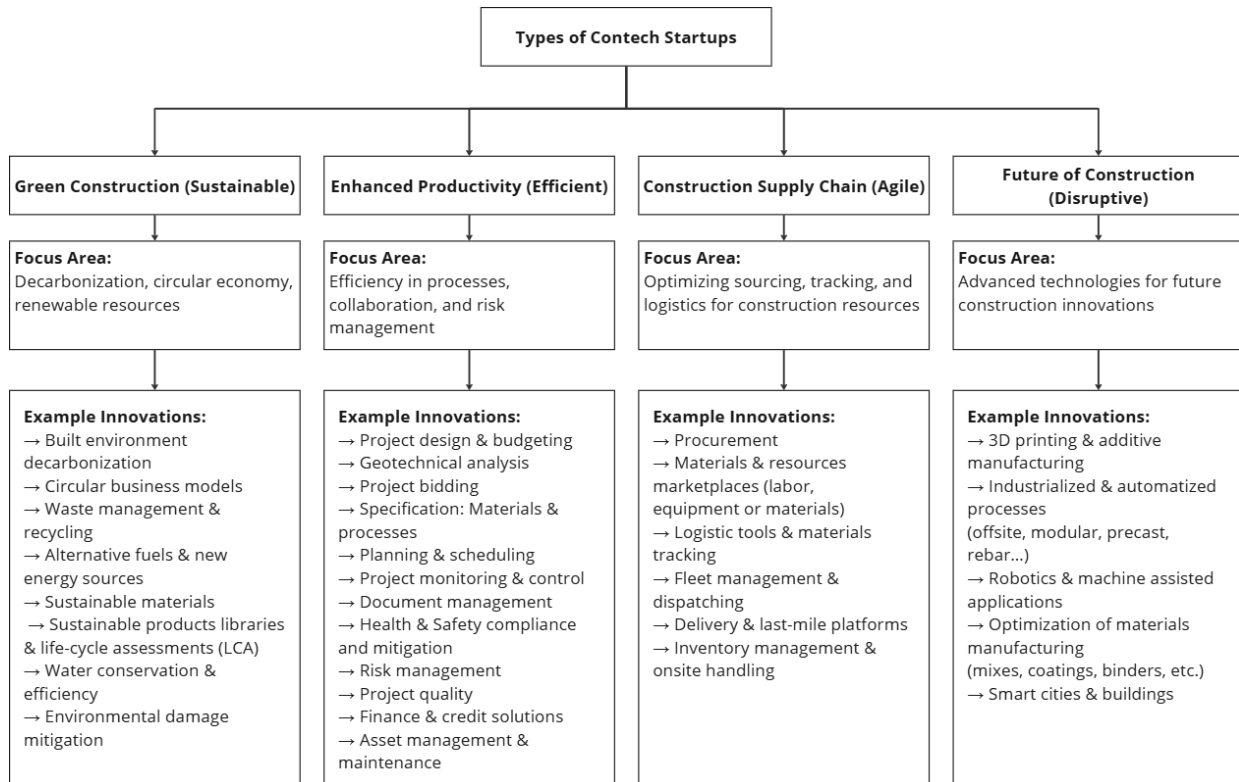 Types of Contech Startups
Green Construction (Sustainable)
Focus Area:
Decarbonization, circular economy,
renewable resources
Example Innovations:
→ Built environment
decarbonization
→ Circular business models
→ Waste management &
recycling
→ Alternative fuels & new
energy sources
→ Sustainable materials
→ Sustainable products libraries
& life-cycle assessments (LCA)
→ Water conservation &
efficiency
→ Environmental damage
mitigation
Enhanced Productivity (Efficient)
Focus Area:
Efficiency in processes,
collaboration, and risk
management
Example Innovations:
→ Project design & budgeting
→ Geotechnical analysis
→ Project bidding
→ Specification: Materials &
processes
→ Planning & scheduling
→ Project monitoring & control
→ Document management
→ Health & Safety compliance
and mitigation
→ Risk management
→ Project quality
→ Finance & credit solutions
→ Asset management &
maintenance
Construction Supply Chain (Agile)
Focus Area:
Optimizing sourcing, tracking, and
logistics for construction resources
Example Innovations:
→ Procurement
→ Materials & resources
marketplaces (labor,
equipment or materials)
→ Logistic tools & materials
tracking
→ Fleet management &
dispatching
→ Delivery & last-mile platforms
→ Inventory management &
onsite handling
Future of Construction
(Disruptive)
Focus Area:
Advanced technologies for future
construction innovations
Example Innovations:
→ 3D printing & additive
manufacturing
→ Industrialized & automatized
processes
(offsite, modular, precast,
rebar...)
→ Robotics & machine assisted
applications
→ Optimization of materials
manufacturing
(mixes, coatings, binders, etc.)
→ Smart cities & buildings